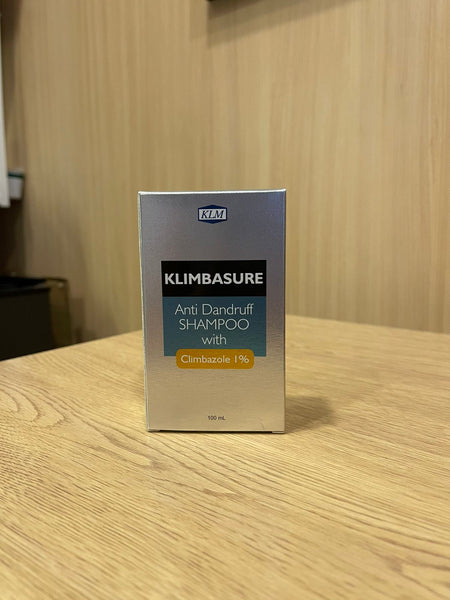 KLM
KLIMBASURE
Anti Dandruff
SHAMPOO
with
Climbazole 1%
100 mL